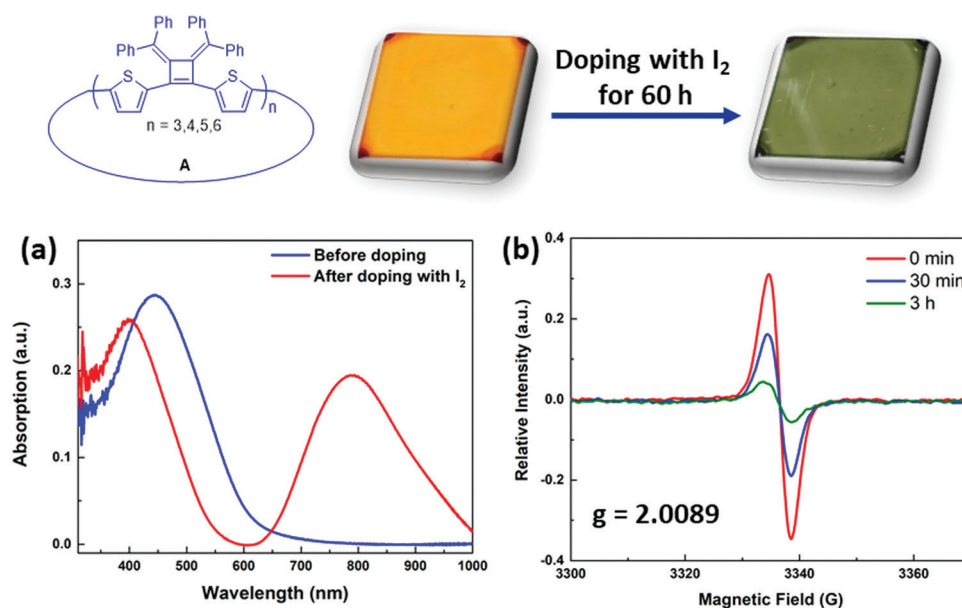 Ph Ph
Ph Ph
S S
n
n = 3,4,5,6
A
Doping with I₂
for 60 h
(a)
Before doping
After doping with I₂
0.3
0.2
0.1
0.0
Absorption (a.u.)
400 500 600 700 800 900 1000
Wavelength (nm)
(b)
0 min
30 min
3 h
0.4
0.2
0.0
-0.2
-0.4
Relative Intensity (a.u.)
g = 2.0089
3300 3320 3340 3360
Magnetic Field (G)